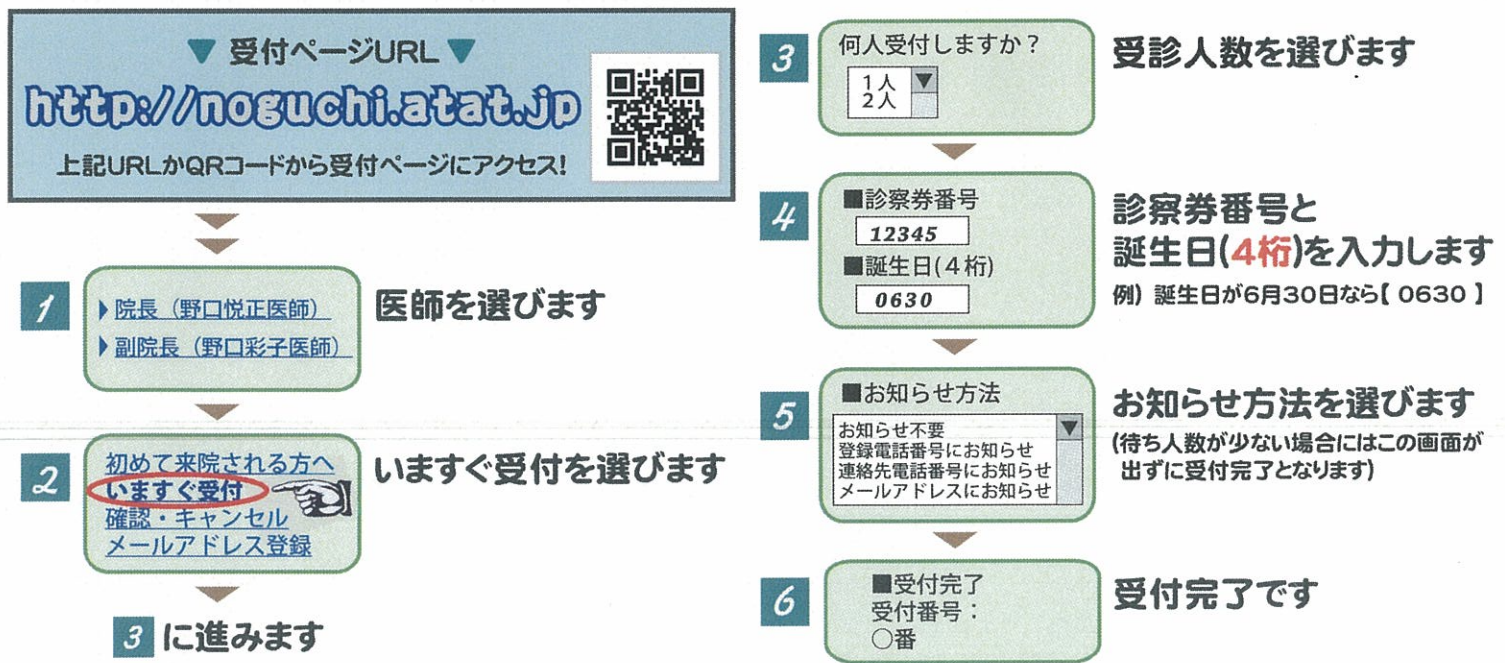 ▼ 受付ページURL ▼
http://noguchi.atat.jp
上記URLかQRコードから受付ページにアクセス!
1
院長（野口悦正医師）
副院長（野口彩子医師）
医師を選びます
2
初めて来院される方へ
いますぐ受付
確認・キャンセル
メールアドレス登録
いますぐ受付を選びます
3 に進みます
3
何人受付しますか？
1人
2人
受診人数を選びます
4
■診察券番号
12345
■誕生日(４桁)
0630
診察券番号と
誕生日(4桁)を入力します
例) 誕生日が6月30日なら【 0630 】
5
■お知らせ方法
お知らせ不要
登録電話番号にお知らせ
連絡先電話番号にお知らせ
メールアドレスにお知らせ
お知らせ方法を選びます
(待ち人数が少ない場合にはこの画面が
出ずに受付完了となります)
6
■受付完了
受付番号：
○番
受付完了です